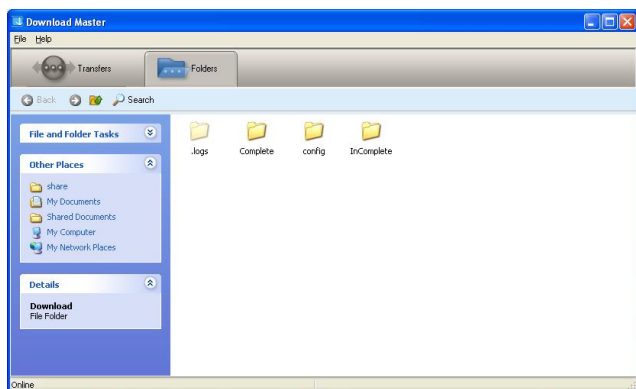 Download Master
File Help
Transfers Folders
Back Search
File and Folder Tasks
.logs Complete config InComplete
Other Places
share
My Documents
Shared Documents
My Computer
My Network Places
Details
Download
File Folder
Online